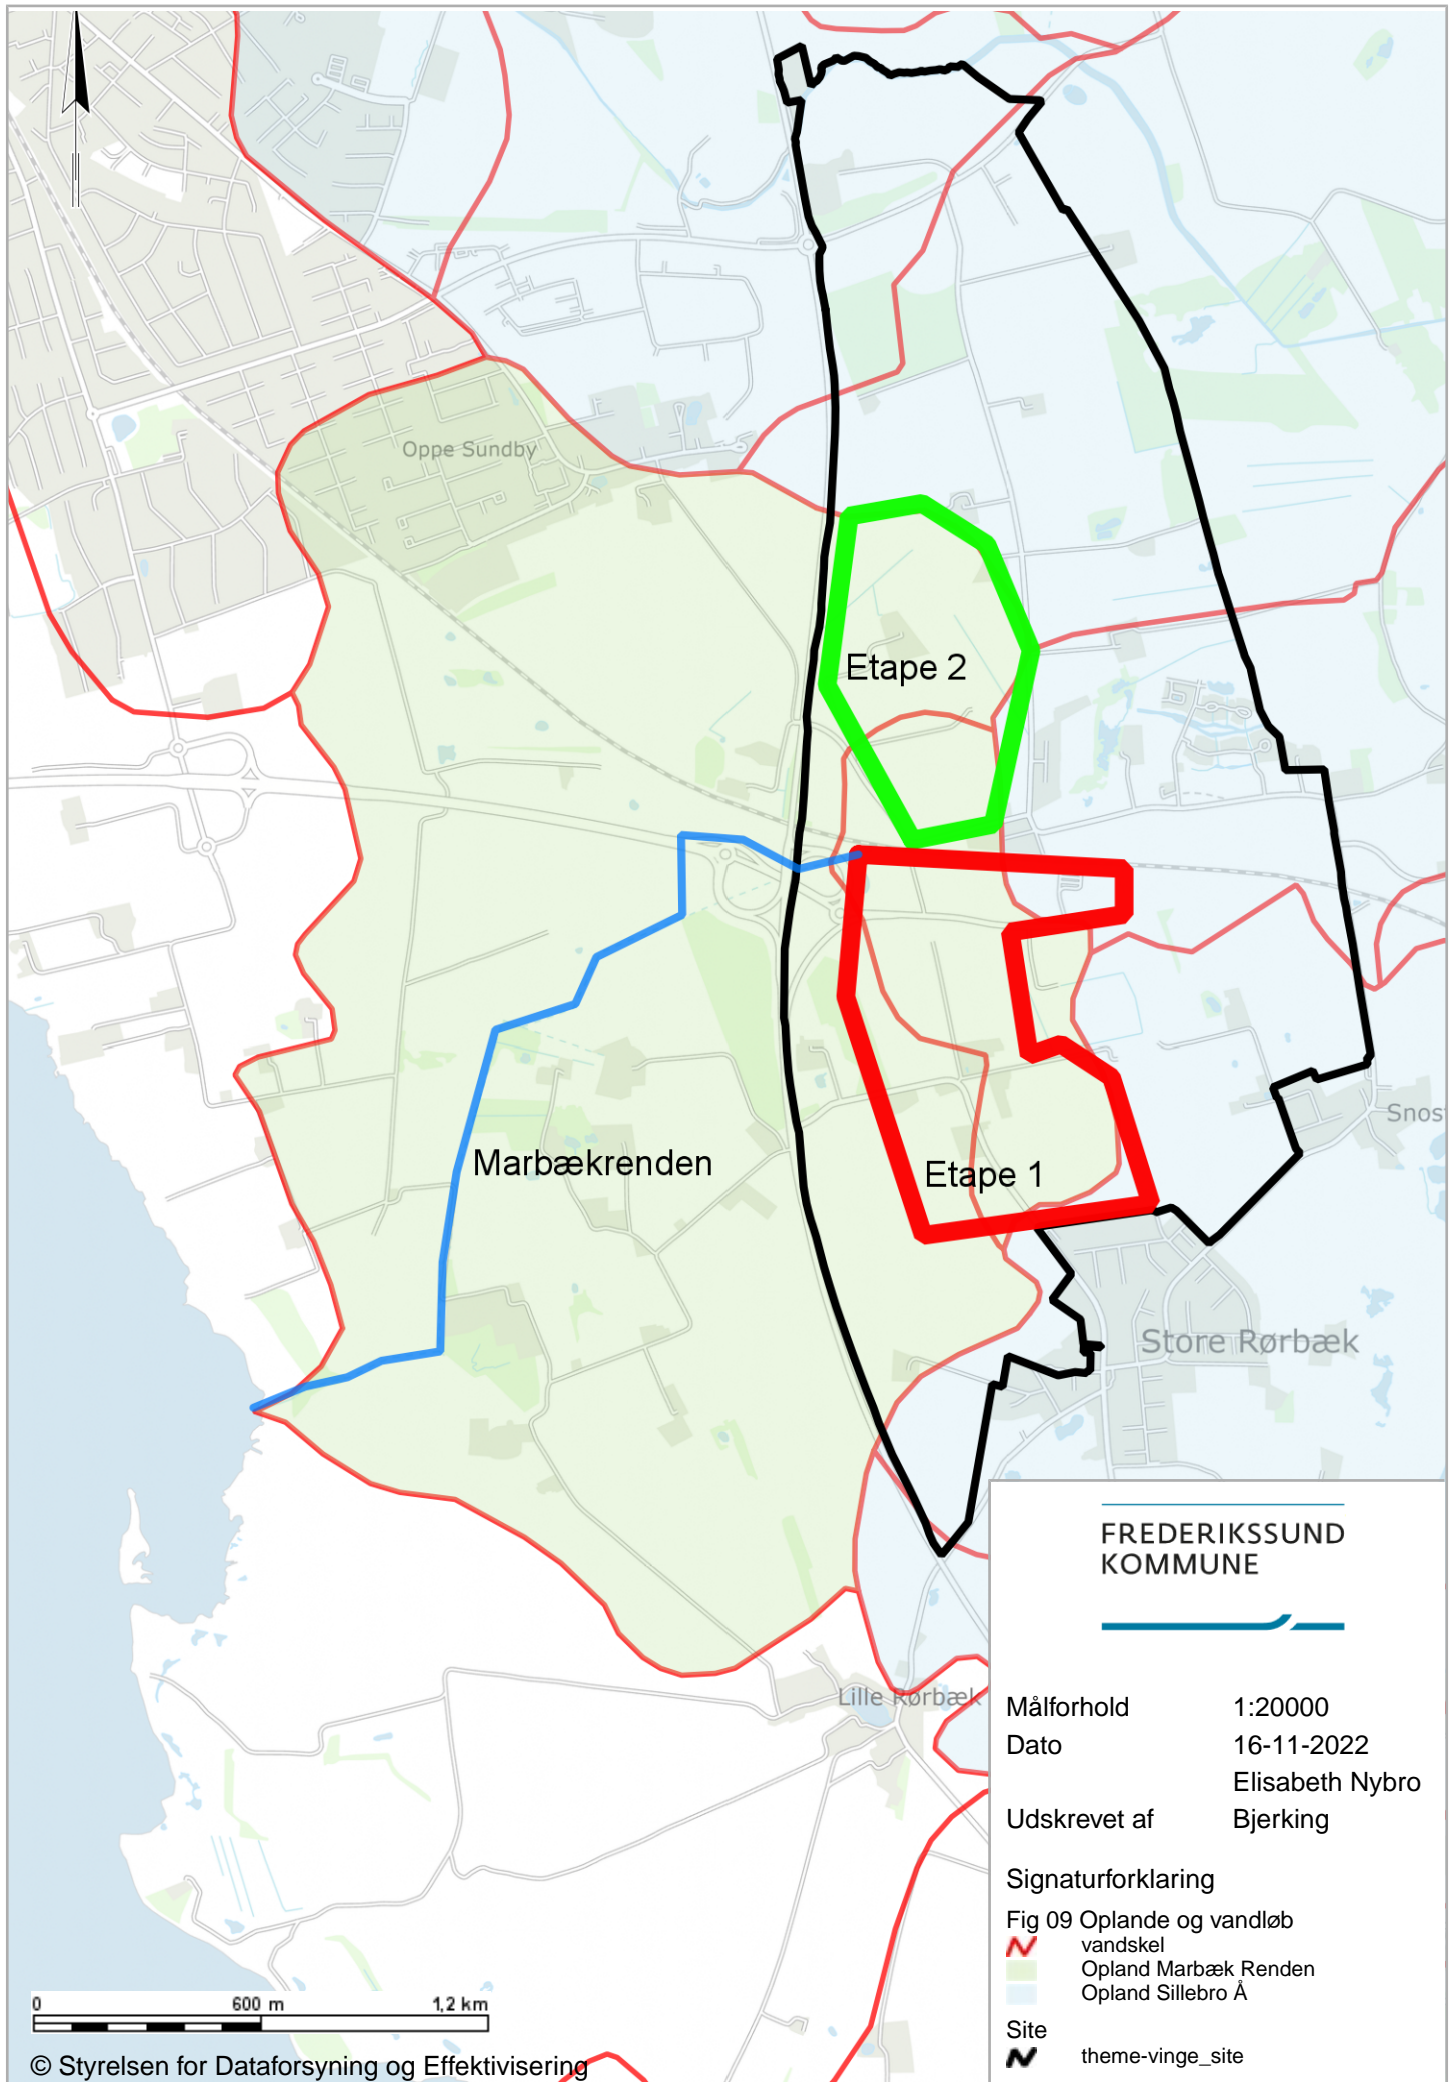 Oppe Sundby
Etape 2
Marbækrenden
Etape 1
Snos
Store Rørbæk
Lille Rørbæk
FREDERIKSSUND
KOMMUNE
Målforhold 1:20000
Dato 16-11-2022
Elisabeth Nybro
Udskrevet af Bjerking
Signaturforklaring
Fig 09 Oplande og vandløb
vandskel
Opland Marbæk Renden
Opland Sillebro Å
Site
theme-vinge_site
0 600 m 1,2 km
© Styrelsen for Dataforsyning og Effektivisering